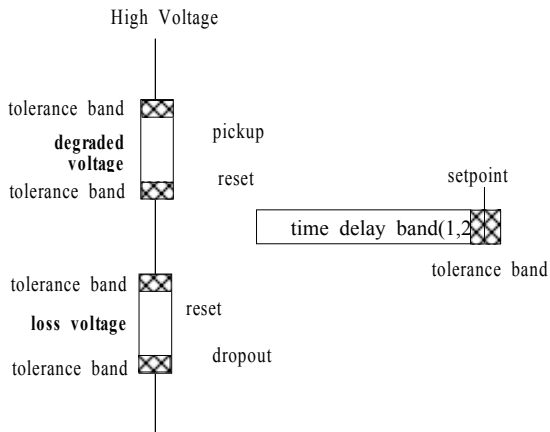 High Voltage
tolerance band
pickup
degraded
voltage
reset
tolerance band
setpoint
time delay band(1,2
tolerance band
tolerance band
reset
loss voltage
dropout
tolerance band